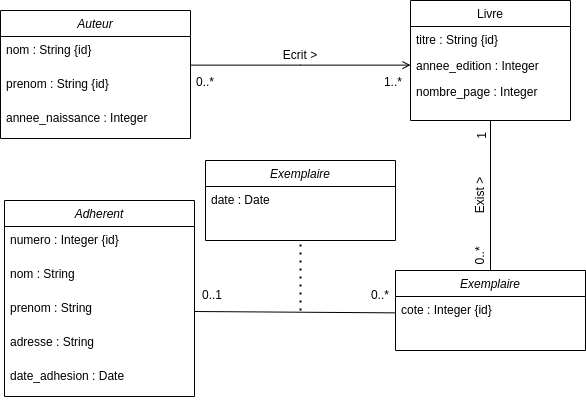 Auteur
nom : String {id}
prenom : String {id}
annee_naissance : Integer
Ecrit >
0..*
1..*
Livre
titre : String {id}
annee_edition : Integer
nombre_page : Integer
1
Exist >
0..*
Exemplaire
date : Date
Adherent
numero : Integer {id}
nom : String
prenom : String
adresse : String
date_adhesion : Date
0..1
0..*
Exemplaire
cote : Integer {id}